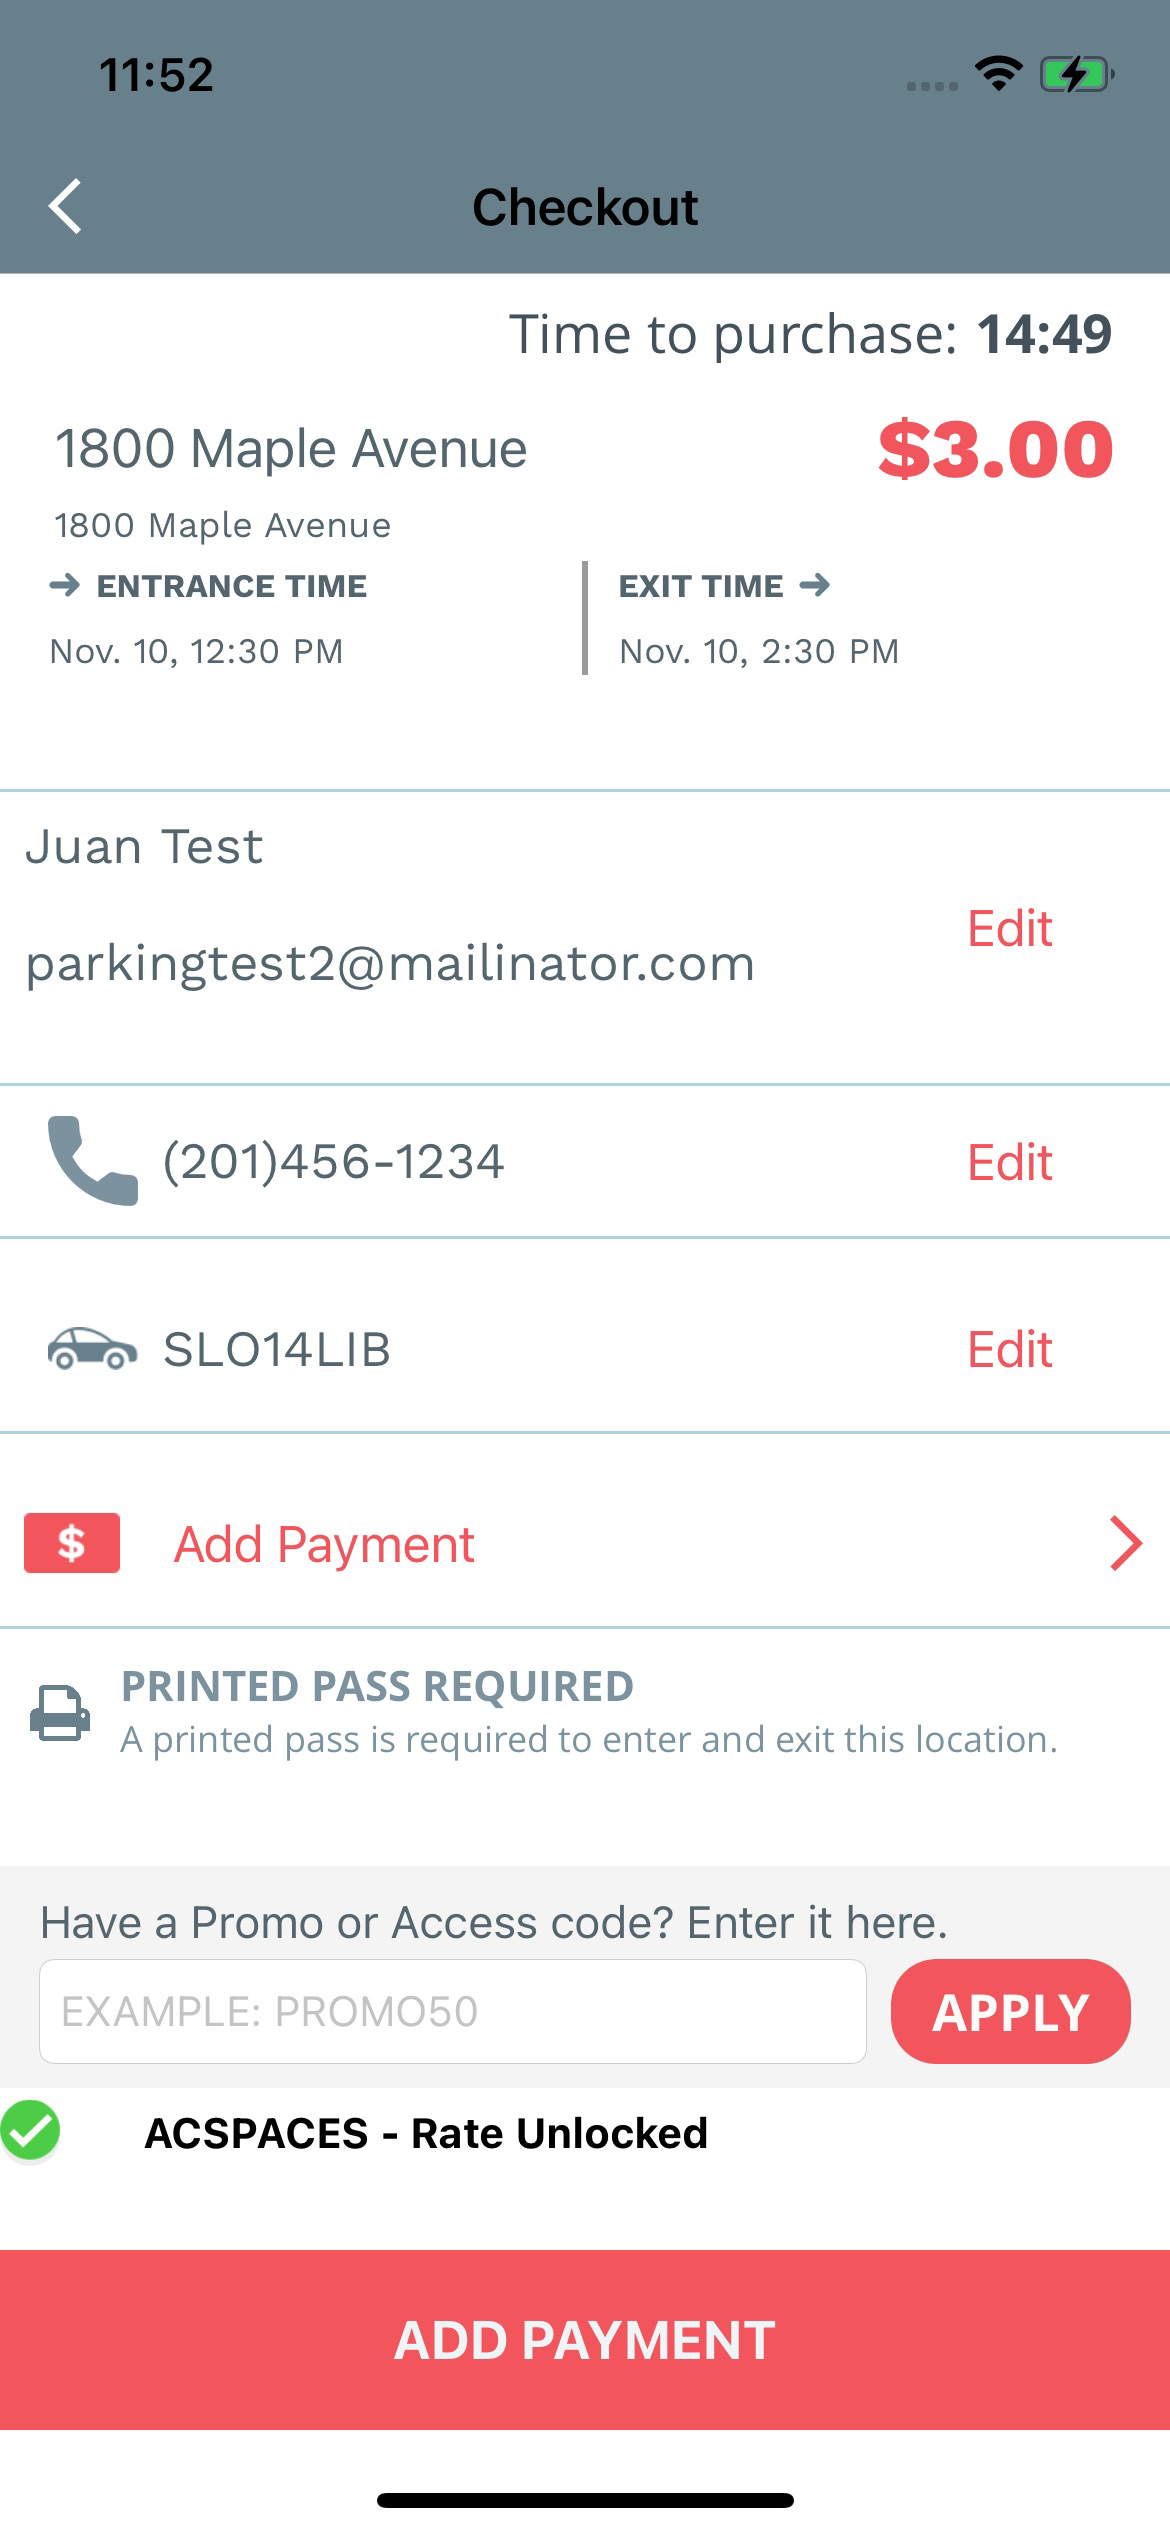 11:52
Checkout
Time to purchase: 14:49
1800 Maple Avenue $3.00
1800 Maple Avenue
ENTRANCE TIME EXIT TIME
Nov. 10, 12:30 PM Nov. 10, 2:30 PM
Juan Test
Edit
parkingtest2@mailinator.com
(201)456-1234 Edit
SLO14LIB Edit
$ Add Payment
PRINTED PASS REQUIRED
A printed pass is required to enter and exit this location.
Have a Promo or Access code? Enter it here.
EXAMPLE: PROMO50 APPLY
ACSPACES - Rate Unlocked
ADD PAYMENT